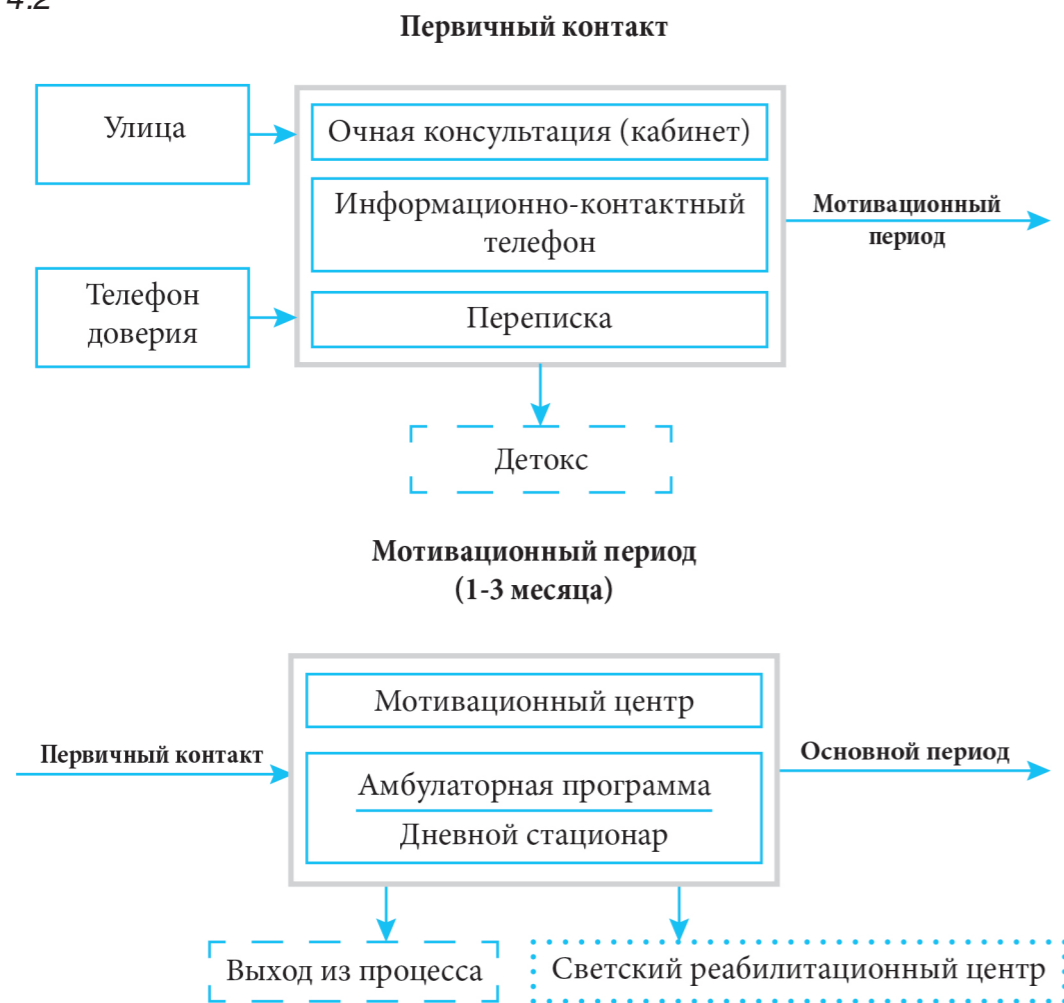 4.2
Первичный контакт
Улица
Очная консультация (кабинет)
Информационно-контактный
телефон
Мотивационный
период
Телефон
доверия
Переписка
Детокс
Мотивационный период
(1-3 месяца)
Мотивационный центр
Первичный контакт
Основной период
Амбулаторная программа
Дневной стационар
Выход из процесса
Светский реабилитационный центр